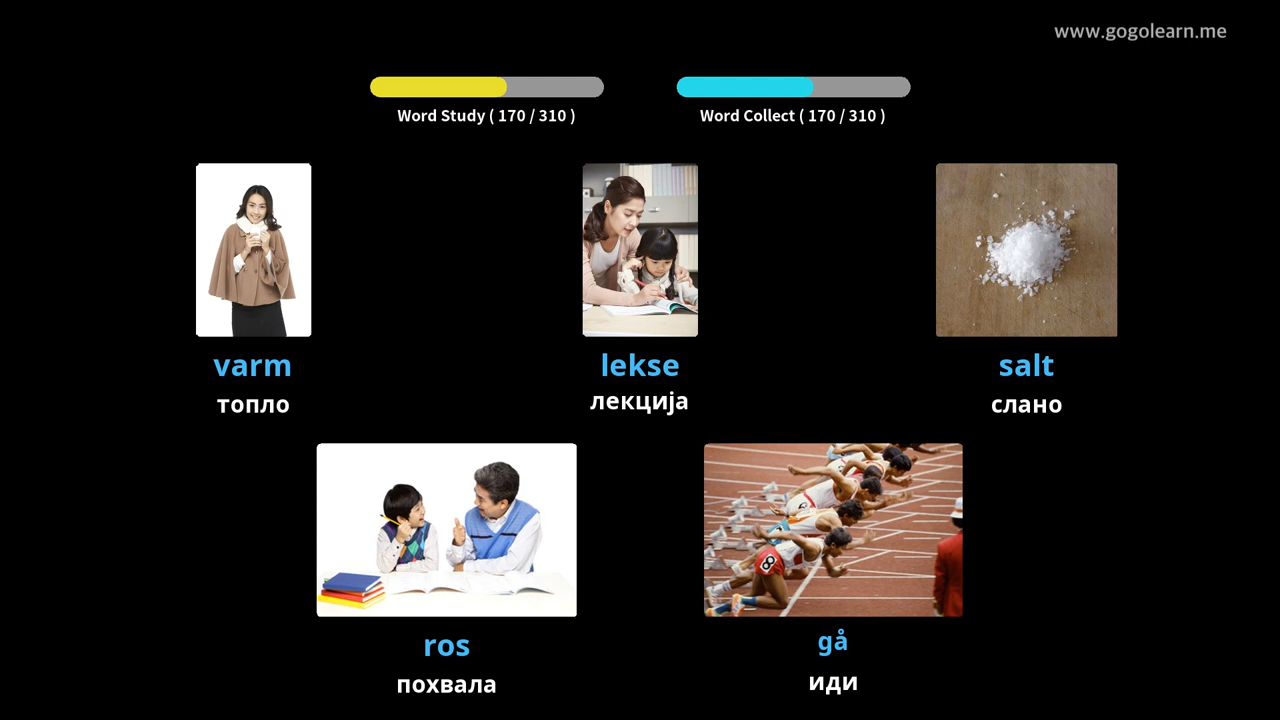 www.gogolearn.me
Word Study ( 170 / 310 )
Word Collect ( 170 / 310 )
varm
топло
lekse
лекција
salt
слано
ros
похвала
gå
иди